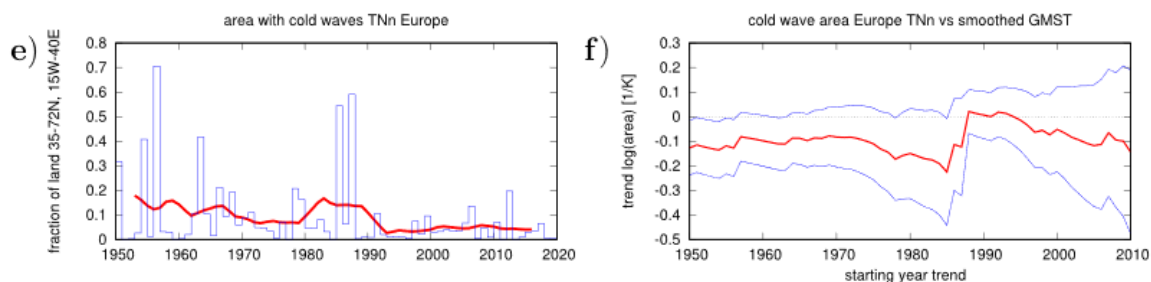 e)
area with cold waves TNn Europe
fraction of land 35-72N, 15W-40E
0.8
0.7
0.6
0.5
0.4
0.3
0.2
0.1
0
1950 1960 1970 1980 1990 2000 2010 2020
f)
cold wave area Europe TNn vs smoothed GMST
trend log(area) [1/K]
0.3
0.2
0.1
0
-0.1
-0.2
-0.3
-0.4
-0.5
1950 1960 1970 1980 1990 2000 2010
starting year trend